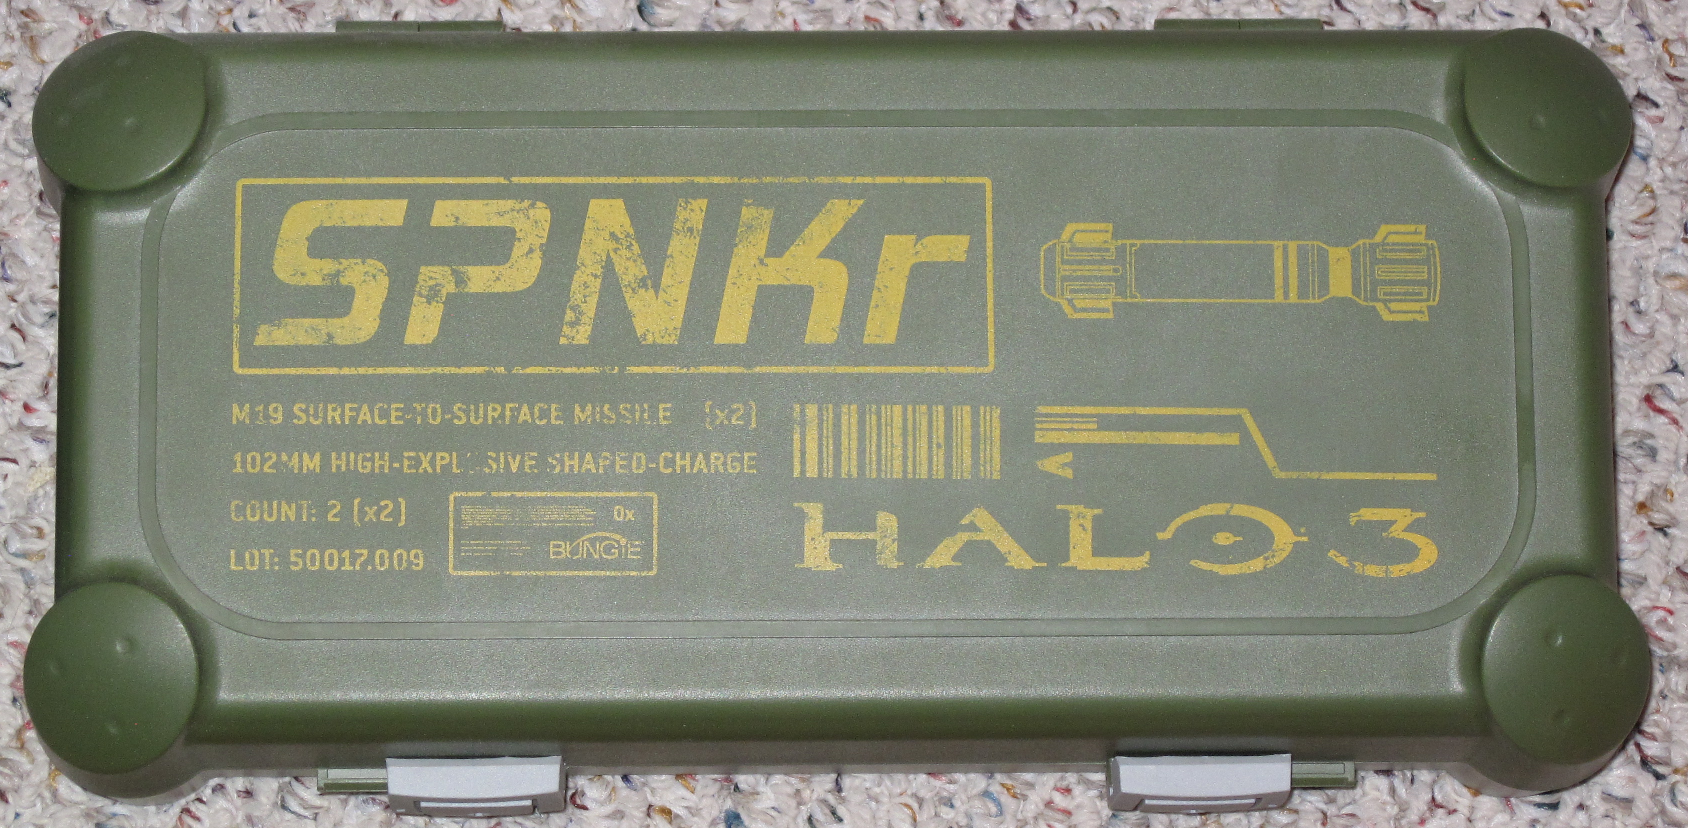 SPNKr
M19 SURFACE-TO-SURFACE MISSILE (x2)
102MM HIGH-EXPLOSIVE SHAPED-CHARGE
COUNT: 2 (x2)
LOT: 50017.009
0x
BUNGIE
HALO 3